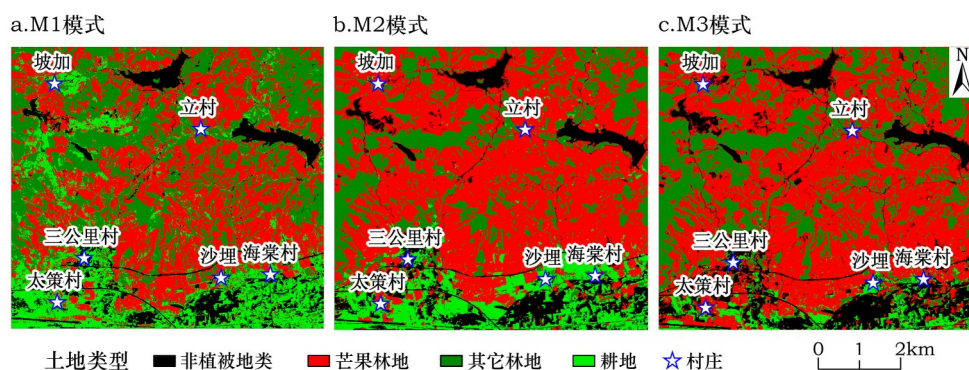 a.M1模式
b.M2模式
c.M3模式
坡加
立村
三公里村
沙埋
海棠村
太策村
坡加
立村
三公里村
沙埋
海棠村
太策村
N
坡加
立村
三公里村
沙埋
海棠村
太策村
土地类型
非植被地类
芒果林地
其它林地
耕地
村庄
0 1 2km